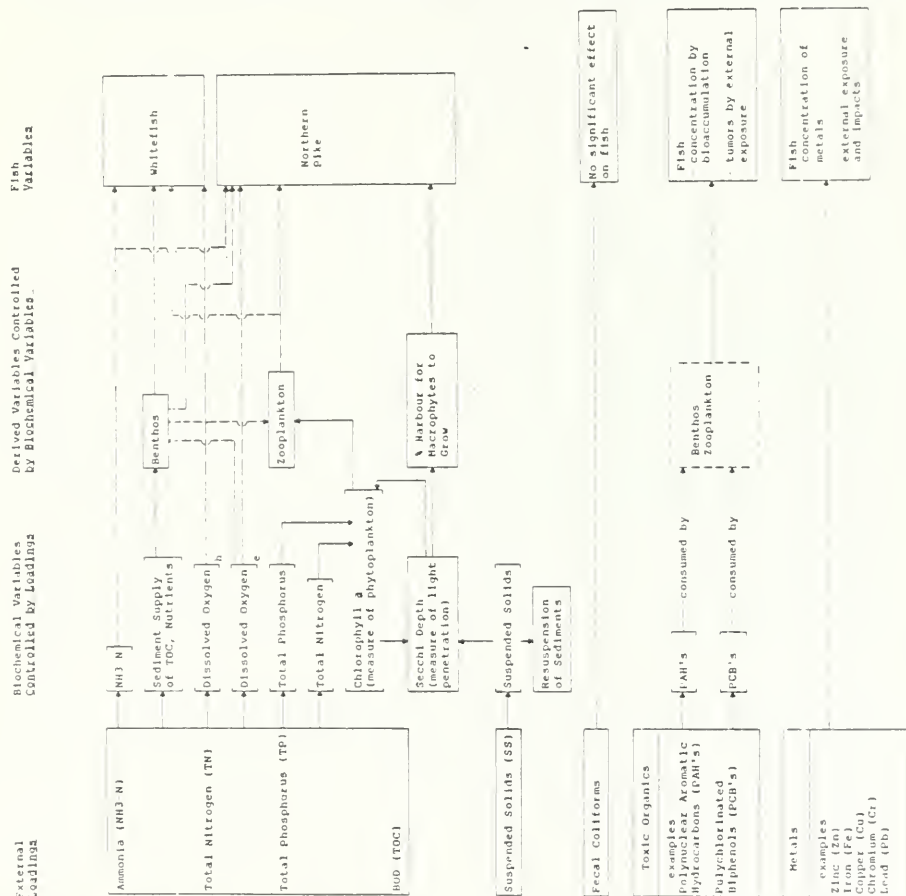 External
Loadings
Biochemical Variables
Controlled by Loadings
Derived Variables Controlled
by Biochemical Variables
Fish
Variables
Ammonia (NH3-N)
Total Nitrogen (TN)
Total Phosphorus (TP)
BOD (TOC)
NH3 N
Sediment Supply
of TOC, Nutrients
Dissolved Oxygen h
Dissolved Oxygen e
Total Phosphorus
Total Nitrogen
Chlorophyll a
(measure of phytoplankton)
Secchi Depth
(measure of light
penetration)
Benthos
Zooplankton
% Harbour for
Macrophytes to
Grow
Whitefish
Northern
Pike
Suspended Solids (SS)
Suspended Solids
Resuspension
of Sediments
Fecal Coliforms
No significant effect
on fish
Toxic Organics
examples
Polynuclear Aromatic
Hydrocarbons (PAH's)
Polychlorinated
Biphenols (PCB's)
PAH's
consumed by
PCB's
consumed by
Benthos
Zooplankton
Fish
concentration by
bioaccumulation
tumors by external
exposure
Metals
examples
Zinc (Zn)
Iron (Fe)
Copper (Cu)
Chromium (Cr)
Lead (Pb)
Fish
concentration of
metals
external exposure
and impacts